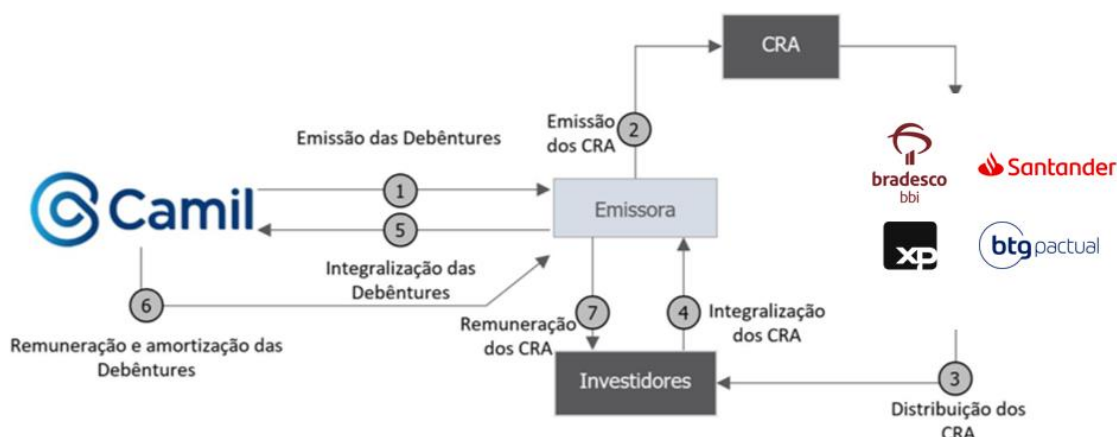 CRA
Emissão
dos CRA
2
Emissão das Debêntures
bradesco
bbi
Santander
Camil
1
Emissora
5
xp
btg pactual
Integralização das
Debêntures
6
Remuneração
dos CRA
7
4
Integralização
dos CRA
Remuneração e amortização das
Debêntures
Investidores
3
Distribuição dos
CRA